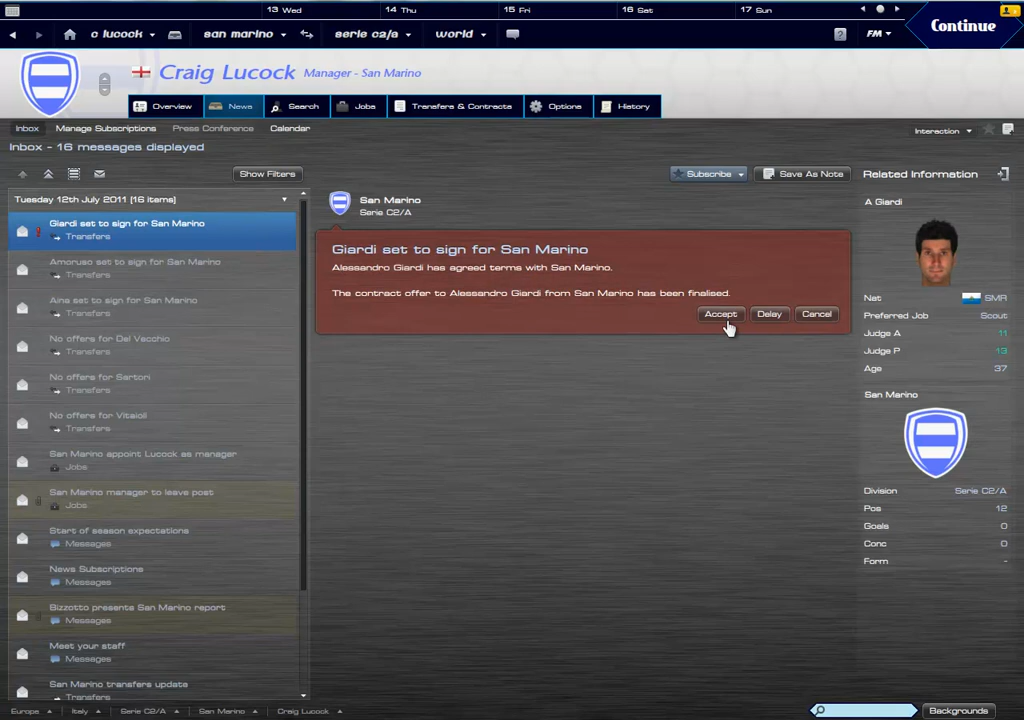 13 Wed 14 Thu 15 Fri 16 Sat 17 Sun
c lucock san marino serie c2/a world ? FM Continue
Craig Lucock Manager - San Marino
Overview News Search Jobs Transfers & Contracts Options History
Inbox Manage Subscriptions Press Conference Calendar Interaction
Inbox - 16 messages displayed
Show Filters Subscribe Save As Note Related Information
Tuesday 12th July 2011 [16 items]
Giardi set to sign for San Marino
Transfers
Amoruso set to sign for San Marino
Transfers
Aina set to sign for San Marino
Transfers
No offers for Del Vecchio
Transfers
No offers for Sartori
Transfers
No offers for Vitaioli
Transfers
San Marino appoint Lucock as manager
Jobs
San Marino manager to leave post
Jobs
Start of season expectations
Messages
News Subscriptions
Messages
Bizzotto presents San Marino report
Messages
Meet your staff
Messages
San Marino transfers update
Transfers
San Marino
Serie C2/A
Giardi set to sign for San Marino
Alessandro Giardi has agreed terms with San Marino.
The contract offer to Alessandro Giardi from San Marino has been finalised.
Accept Delay Cancel
A Giardi
Nat SMR
Preferred Job Scout
Judge A 11
Judge P 13
Age 37
San Marino
Division Serie C2/A
Pos 12
Goals 0
Conc 0
Form -
Europe Italy Serie C2/A San Marino Craig Lucock Backgrounds